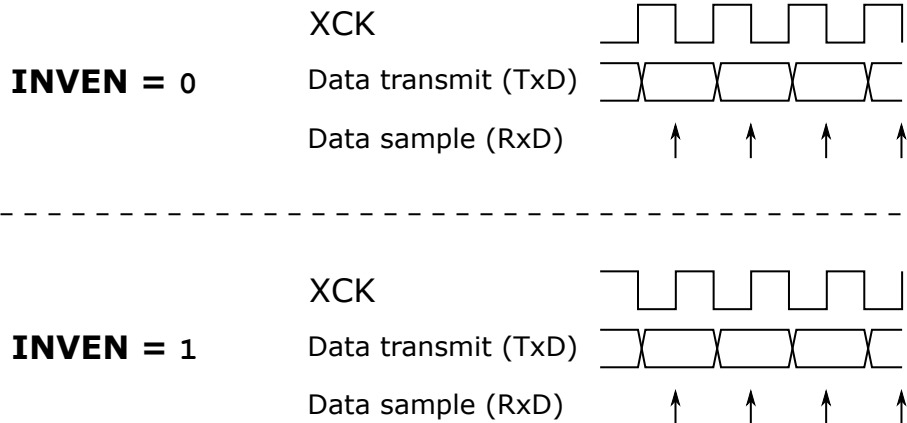 XCK
INVEN = 0
Data transmit (TxD)
Data sample (RxD)
XCK
INVEN = 1
Data transmit (TxD)
Data sample (RxD)